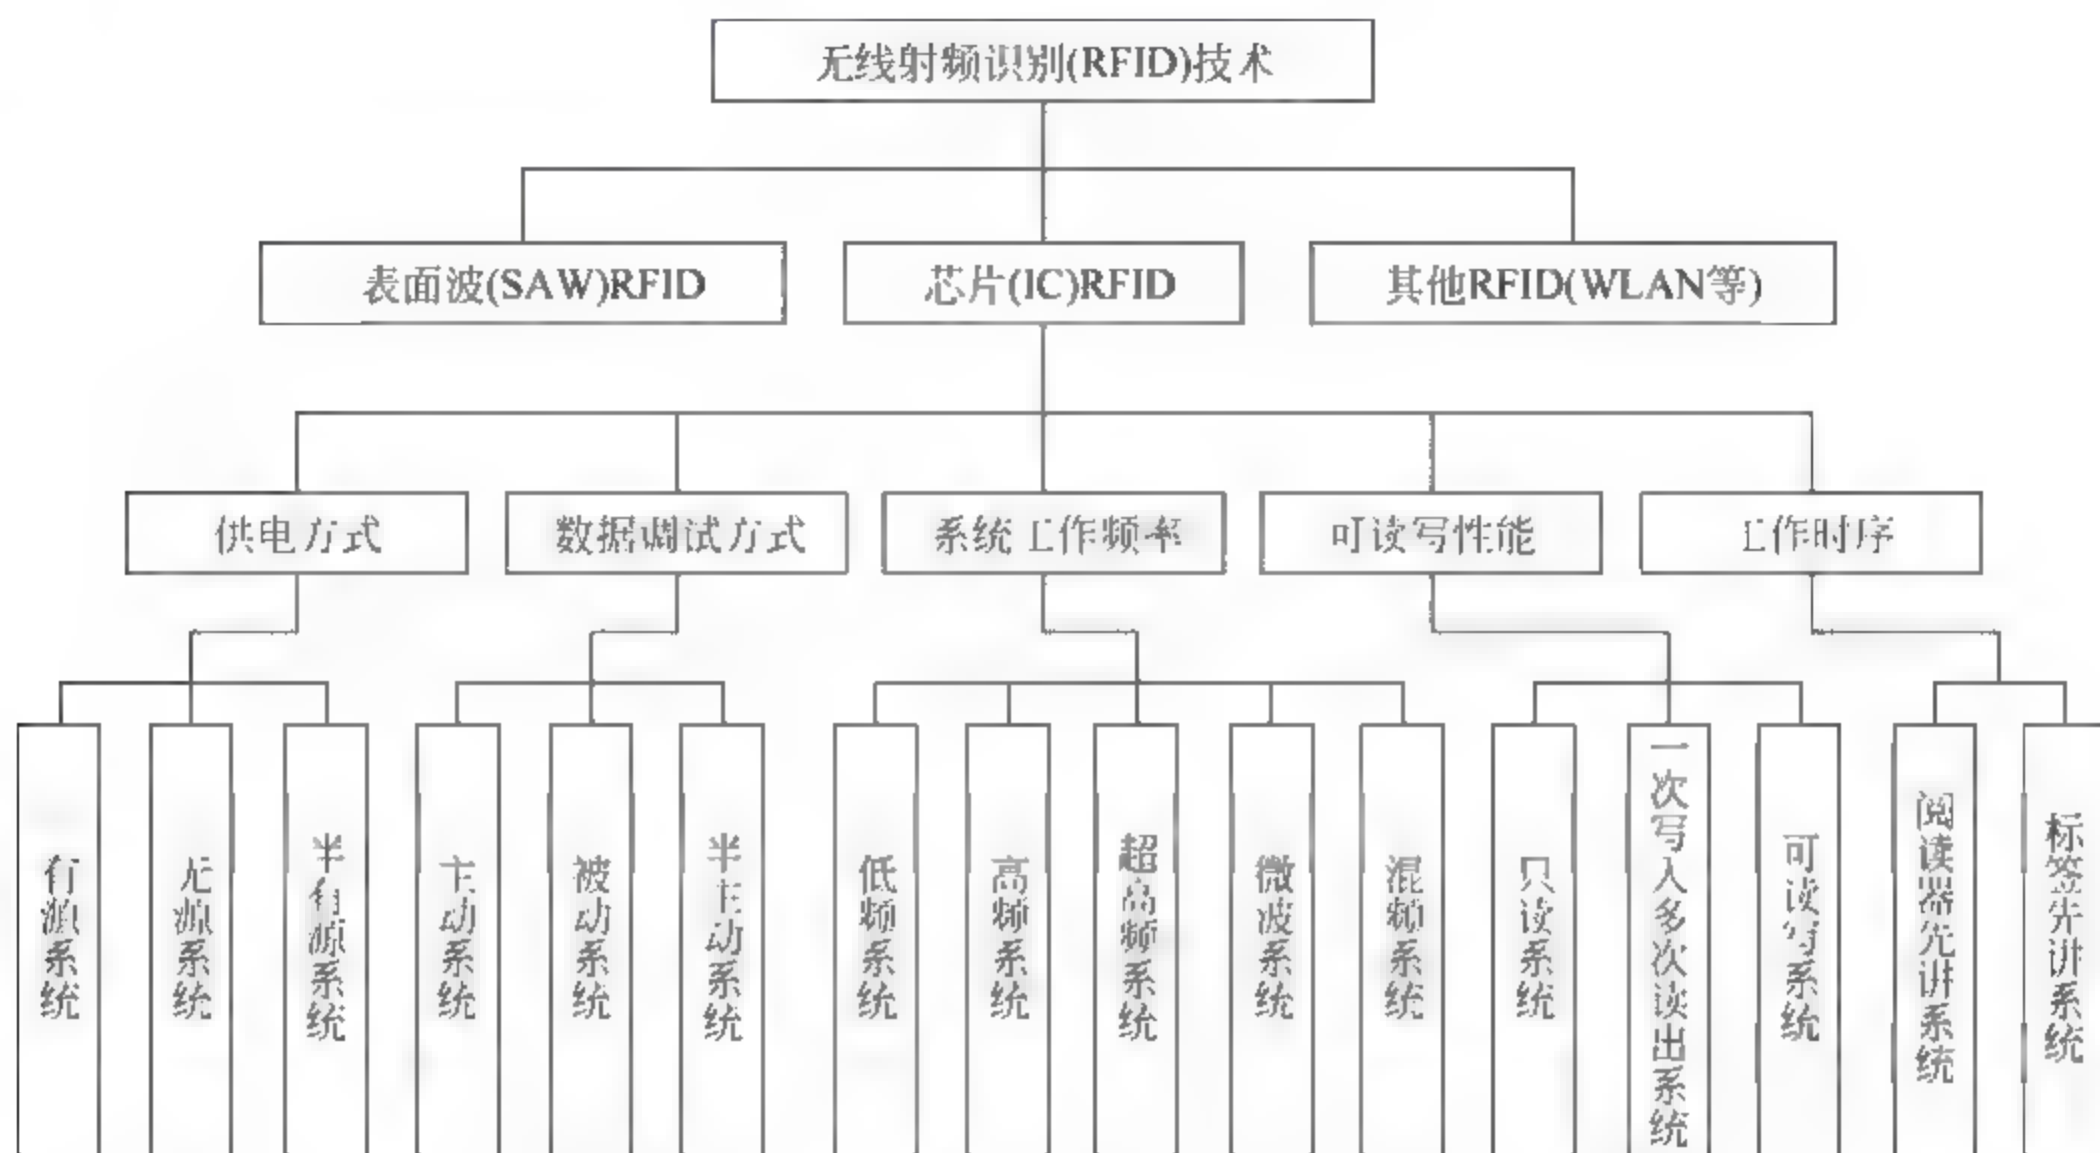 无线射频识别(RFID)技术
表面波(SAW)RFID
芯片(IC)RFID
其他RFID(WLAN等)
供电方式
数据调试方式
系统工作频率
可读写性能
工作时序
有源系统
无源系统
半有源系统
主动系统
被动系统
半主动系统
低频系统
高频系统
超高频系统
微波系统
混频系统
只读系统
一次写入多次读出系统
可读写系统
阅读器先讲系统
标签先讲系统